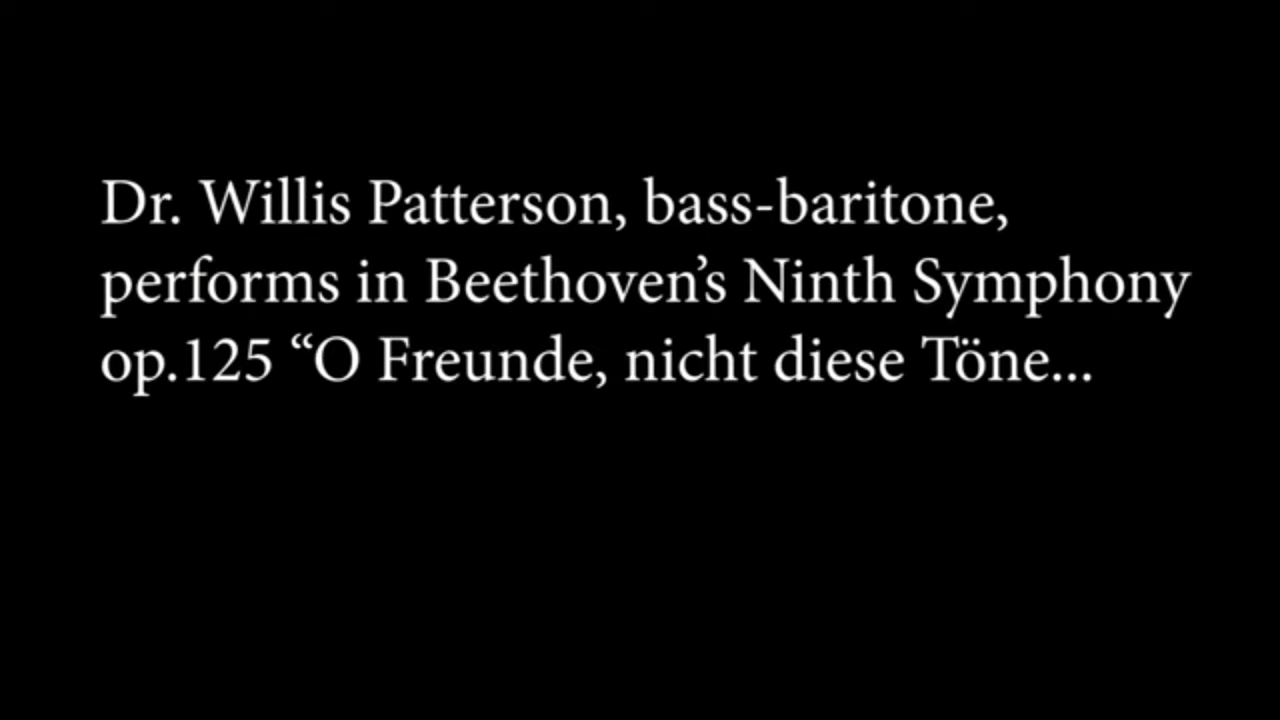 Dr. Willis Patterson, bass-baritone,
performs in Beethoven’s Ninth Symphony
op.125 “O Freunde, nicht diese Töne...